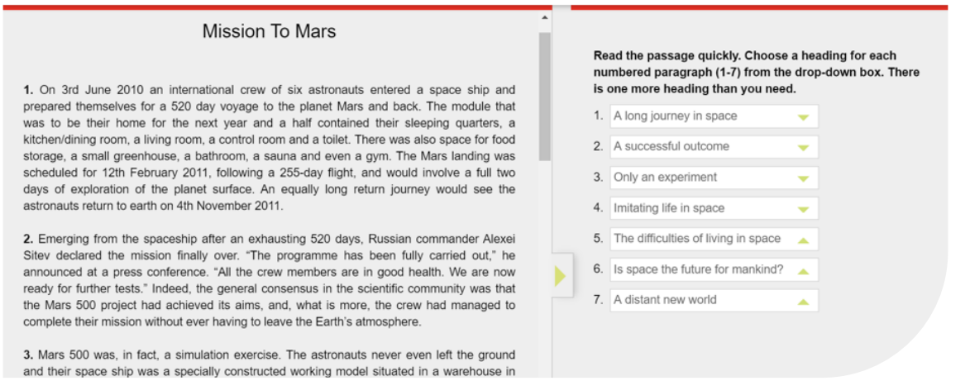 Mission To Mars
1. On 3rd June 2010 an international crew of six astronauts entered a space ship and
prepared themselves for a 520 day voyage to the planet Mars and back. The module that
was to be their home for the next year and a half contained their sleeping quarters, a
kitchen/dining room, a living room, a control room and a toilet. There was also space for food
storage, a small greenhouse, a bathroom, a sauna and even a gym. The Mars landing was
scheduled for 12th February 2011, following a 255-day flight, and would involve a full two
days of exploration of the planet surface. An equally long return journey would see the
astronauts return to earth on 4th November 2011.
2. Emerging from the spaceship after an exhausting 520 days, Russian commander Alexei
Sitev declared the mission finally over. “The programme has been fully carried out,” he
announced at a press conference. “All the crew members are in good health. We are now
ready for further tests.” Indeed, the general consensus in the scientific community was that
the Mars 500 project had achieved its aims, and, what is more, the crew had managed to
complete their mission without ever having to leave the Earth’s atmosphere.
3. Mars 500 was, in fact, a simulation exercise. The astronauts never even left the ground
and their space ship was a specially constructed working model situated in a warehouse in
Read the passage quickly. Choose a heading for each
numbered paragraph (1-7) from the drop-down box. There
is one more heading than you need.
1. A long journey in space
2. A successful outcome
3. Only an experiment
4. Imitating life in space
5. The difficulties of living in space
6. Is space the future for mankind?
7. A distant new world